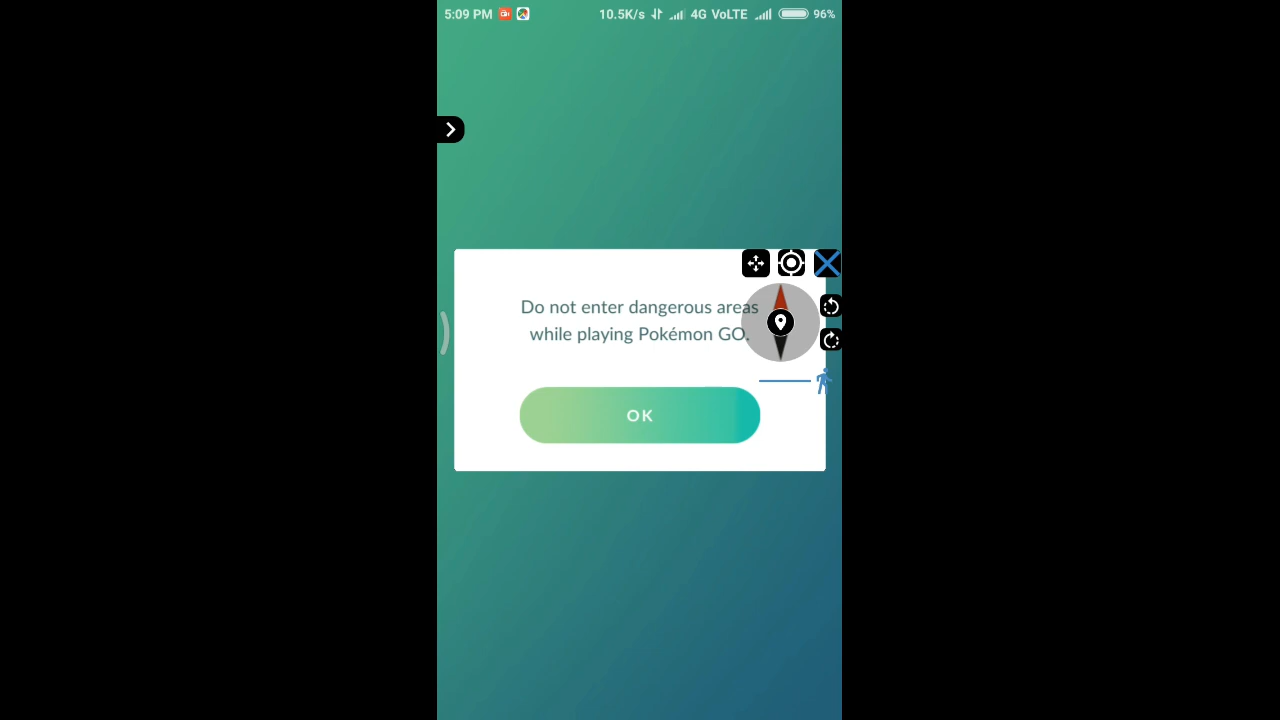 5:09 PM 10.5K/s 4G VoLTE 96%
Do not enter dangerous areas
while playing Pokémon GO.
OK